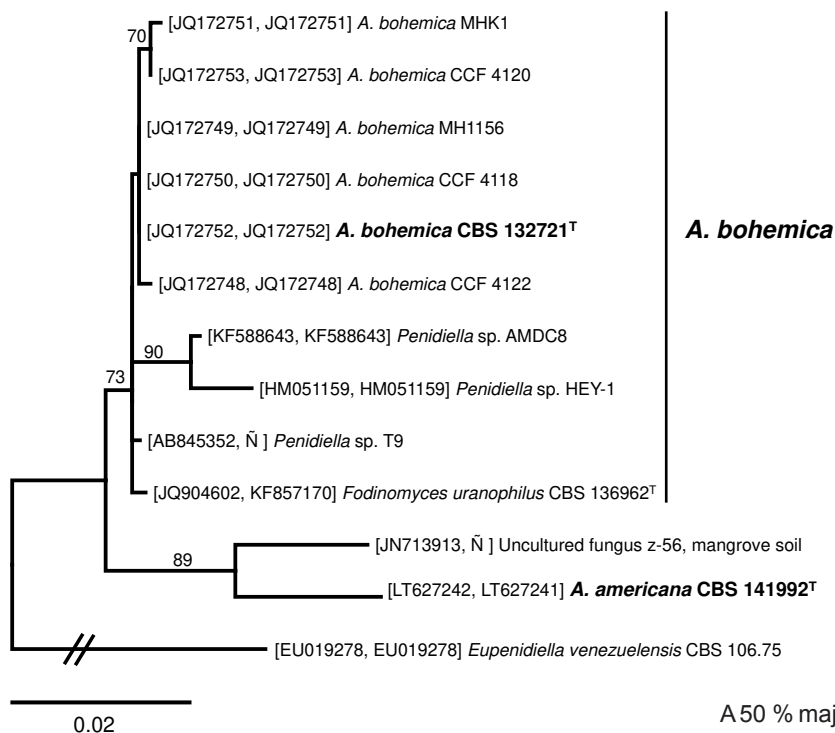 70
[JQ172751, JQ172751] A. bohemica MHK1
[JQ172753, JQ172753] A. bohemica CCF 4120
[JQ172749, JQ172749] A. bohemica MH1156
[JQ172750, JQ172750] A. bohemica CCF 4118
[JQ172752, JQ172752] A. bohemica CBS 132721ᵀ
A. bohemica
[JQ172748, JQ172748] A. bohemica CCF 4122
[KF588643, KF588643] Penidiella sp. AMDC8
90
[HM051159, HM051159] Penidiella sp. HEY-1
73
[AB845352, Ñ ] Penidiella sp. T9
[JQ904602, KF857170] Fodinomyces uranophilus CBS 136962ᵀ
[JN713913, Ñ ] Uncultured fungus z-56, mangrove soil
89
[LT627242, LT627241] A. americana CBS 141992ᵀ
[EU019278, EU019278] Eupenidiella venezuelensis CBS 106.75
0.02
A 50 % maj